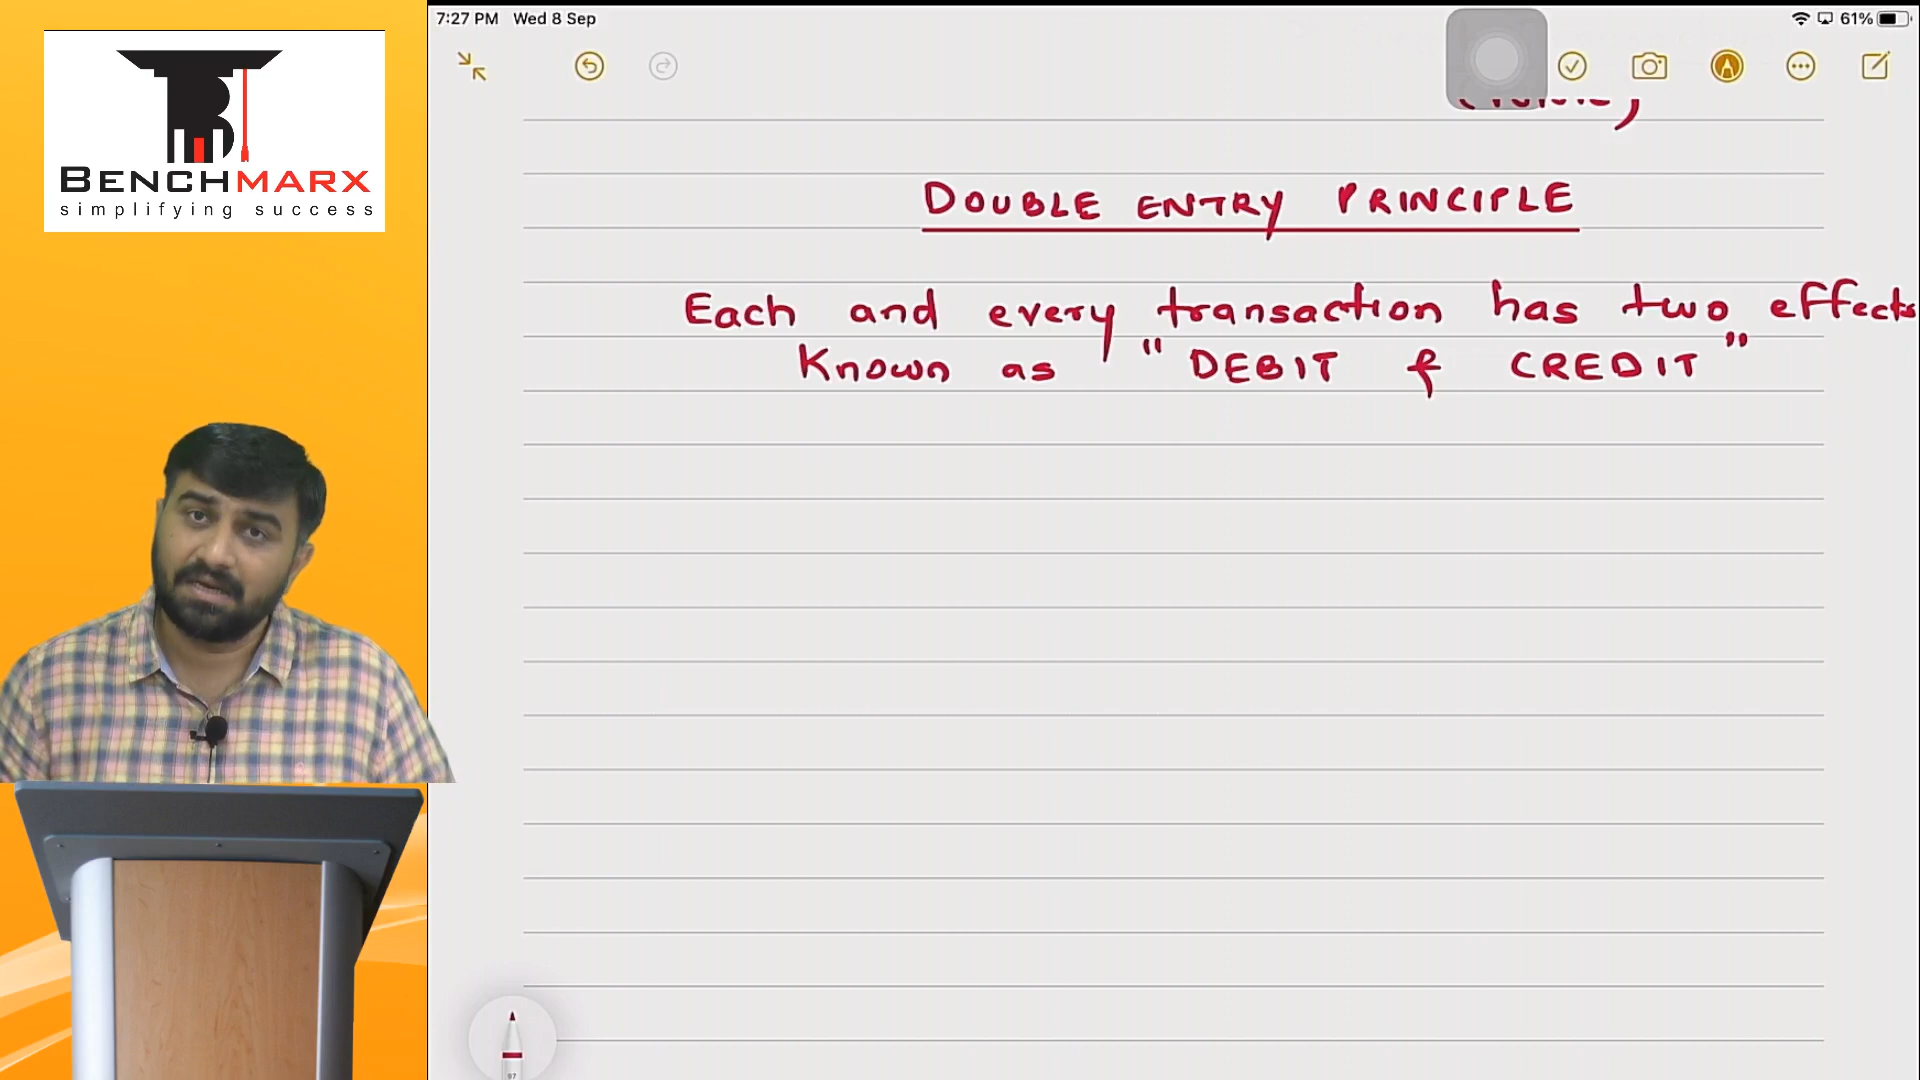 7:27 PM Wed 8 Sep
61%
BENCHMARX
simplifying success
DOUBLE ENTRY PRINCIPLE
Each and every transaction has two effects
Known as "DEBIT & CREDIT"
97